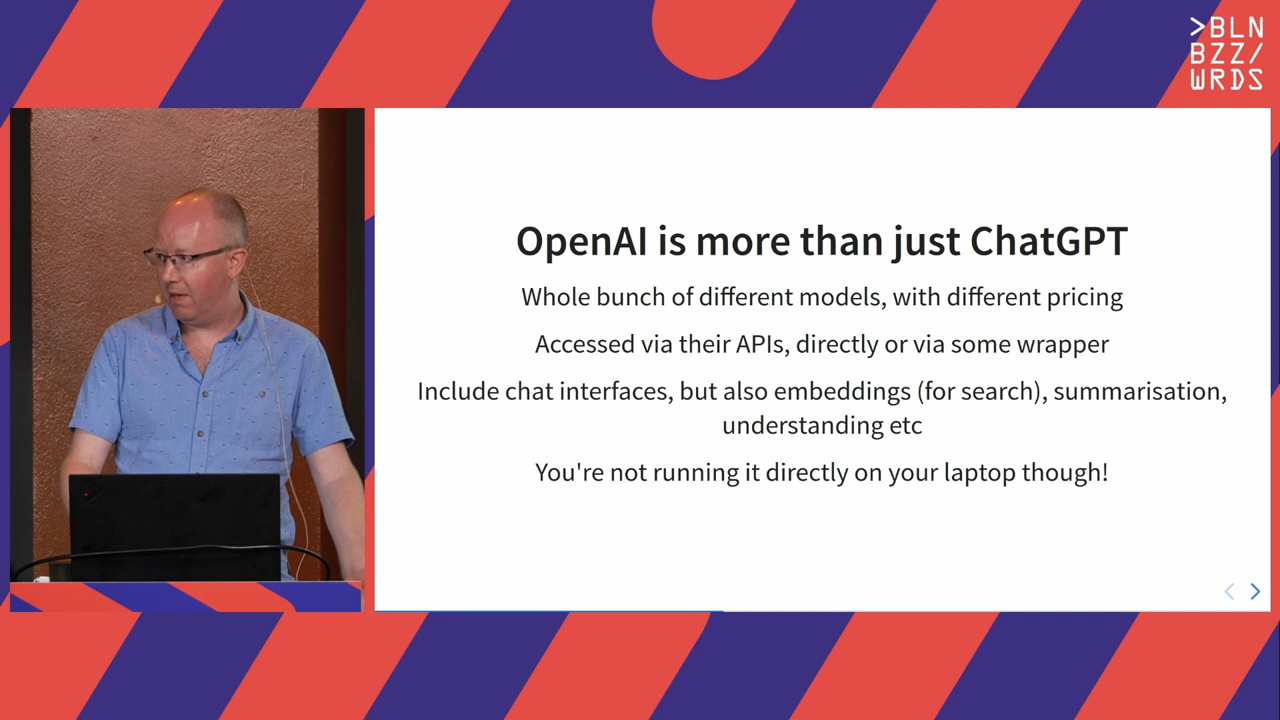 >BLN
BZZ/
WRDS
OpenAI is more than just ChatGPT
Whole bunch of different models, with different pricing
Accessed via their APIs, directly or via some wrapper
Include chat interfaces, but also embeddings (for search), summarisation,
understanding etc
You're not running it directly on your laptop though!